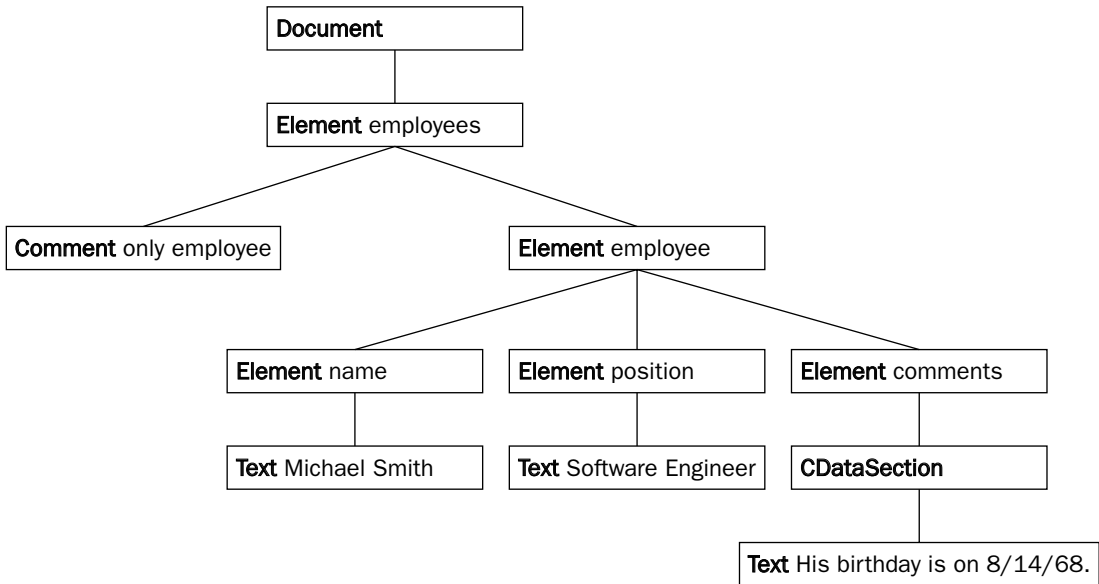 Document
Element employees
Comment only employee
Element employee
Element name
Element position
Element comments
Text Michael Smith
Text Software Engineer
CDataSection
Text His birthday is on 8/14/68.